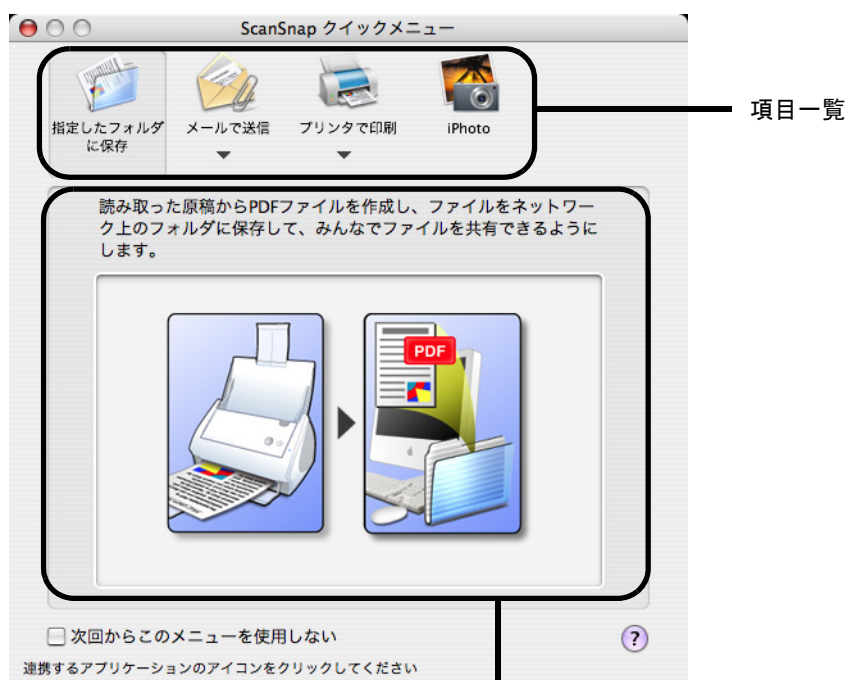 ScanSnap クイックメニュー
指定したフォルダ
に保存
メールで送信
プリンタで印刷
iPhoto
項目一覧
読み取った原稿からPDFファイルを作成し、ファイルをネットワー
ク上のフォルダに保存して、みんなでファイルを共有できるように
します。
PDF
次回からこのメニューを使用しない
?
連携するアプリケーションのアイコンをクリックしてください